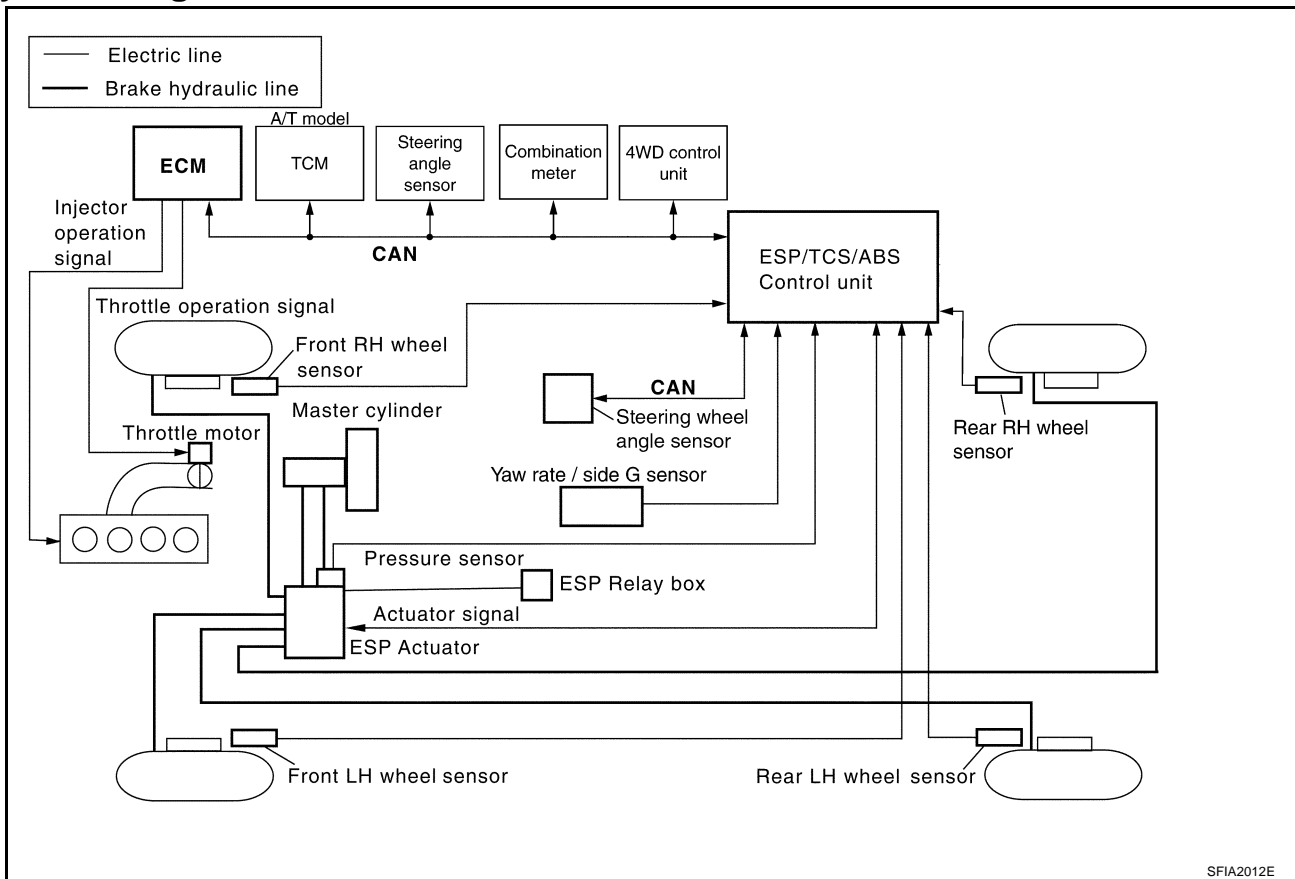 Electric line
Brake hydraulic line
A/T model
ECM
TCM
Steering
angle
sensor
Combination
meter
4WD control
unit
Injector
operation
signal
CAN
ESP/TCS/ABS
Control unit
Throttle operation signal
Front RH wheel
sensor
Master cylinder
CAN
Steering wheel
angle sensor
Rear RH wheel
sensor
Throttle motor
Yaw rate / side G sensor
Pressure sensor
ESP Relay box
Actuator signal
ESP Actuator
Front LH wheel sensor
Rear LH wheel sensor
SFIA2012E